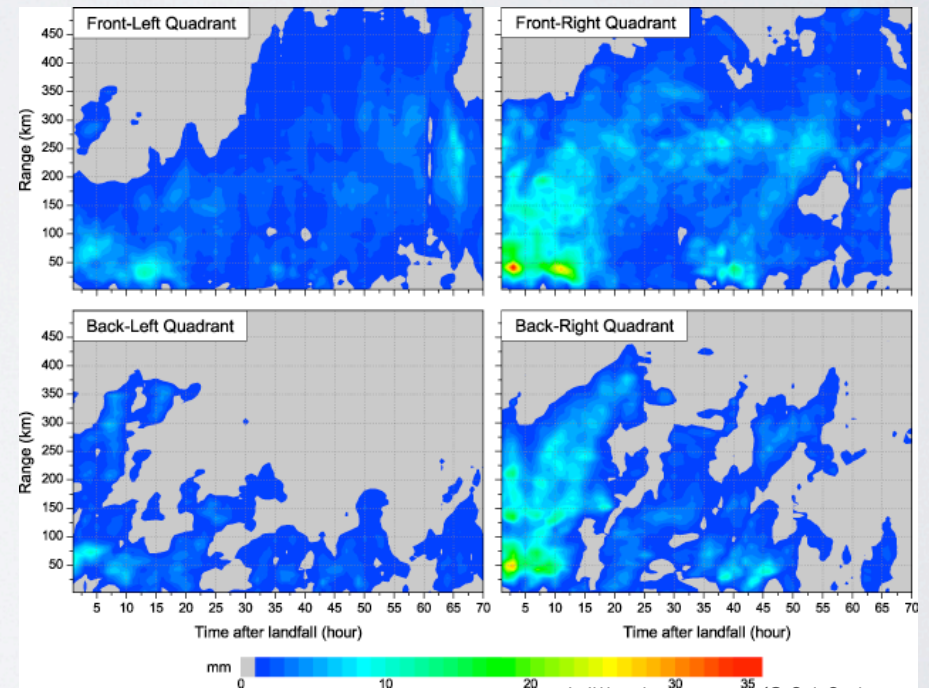 Front-Left Quadrant
Front-Right Quadrant
Range (km)
450
400
350
300
250
200
150
100
50
Back-Left Quadrant
Back-Right Quadrant
Range (km)
450
400
350
300
250
200
150
100
50
5 10 15 20 25 30 35 40 45 50 55 60 65 70
5 10 15 20 25 30 35 40 45 50 55 60 65 70
Time after landfall (hour)
Time after landfall (hour)
mm
0 10 20 35